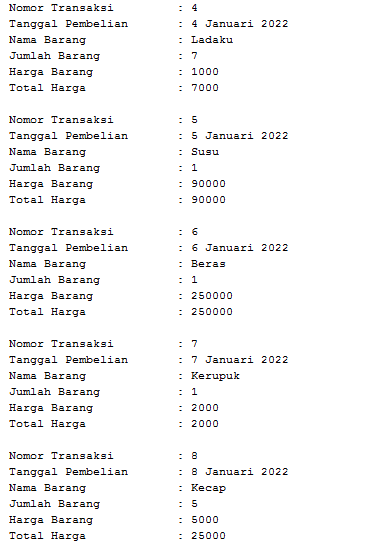 Nomor Transaksi : 4
Tanggal Pembelian : 4 Januari 2022
Nama Barang : Ladaku
Jumlah Barang : 7
Harga Barang : 1000
Total Harga : 7000
Nomor Transaksi : 5
Tanggal Pembelian : 5 Januari 2022
Nama Barang : Susu
Jumlah Barang : 1
Harga Barang : 90000
Total Harga : 90000
Nomor Transaksi : 6
Tanggal Pembelian : 6 Januari 2022
Nama Barang : Beras
Jumlah Barang : 1
Harga Barang : 250000
Total Harga : 250000
Nomor Transaksi : 7
Tanggal Pembelian : 7 Januari 2022
Nama Barang : Kerupuk
Jumlah Barang : 1
Harga Barang : 2000
Total Harga : 2000
Nomor Transaksi : 8
Tanggal Pembelian : 8 Januari 2022
Nama Barang : Kecap
Jumlah Barang : 5
Harga Barang : 5000
Total Harga : 25000